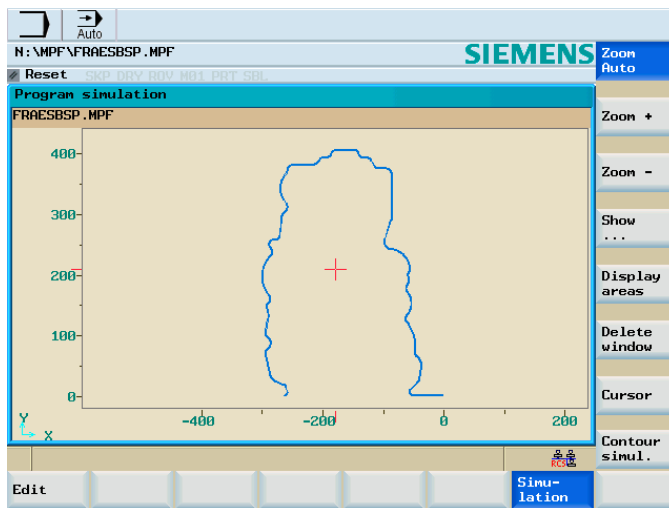 Auto
N:\MPF\FRAESBSP.MPF
SIEMENS
Zoom
Auto
Reset SKP DRY ROV M01 PRT SBL
Program simulation
FRAESBSP.MPF
Zoom +
Zoom -
Show
...
Display
areas
Delete
window
Cursor
Contour
simul.
400
300
200
100
0
Y
X
-400
-200
0
200
RCS
Edit
Simu-
lation